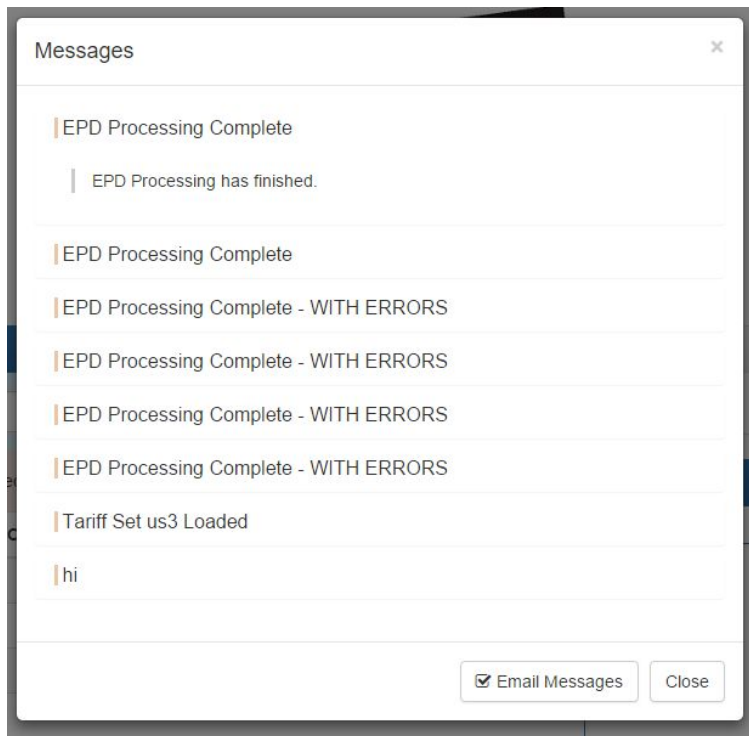 Messages
×
EPD Processing Complete
EPD Processing has finished.
EPD Processing Complete
EPD Processing Complete - WITH ERRORS
EPD Processing Complete - WITH ERRORS
EPD Processing Complete - WITH ERRORS
EPD Processing Complete - WITH ERRORS
Tariff Set us3 Loaded
hi
Email Messages
Close